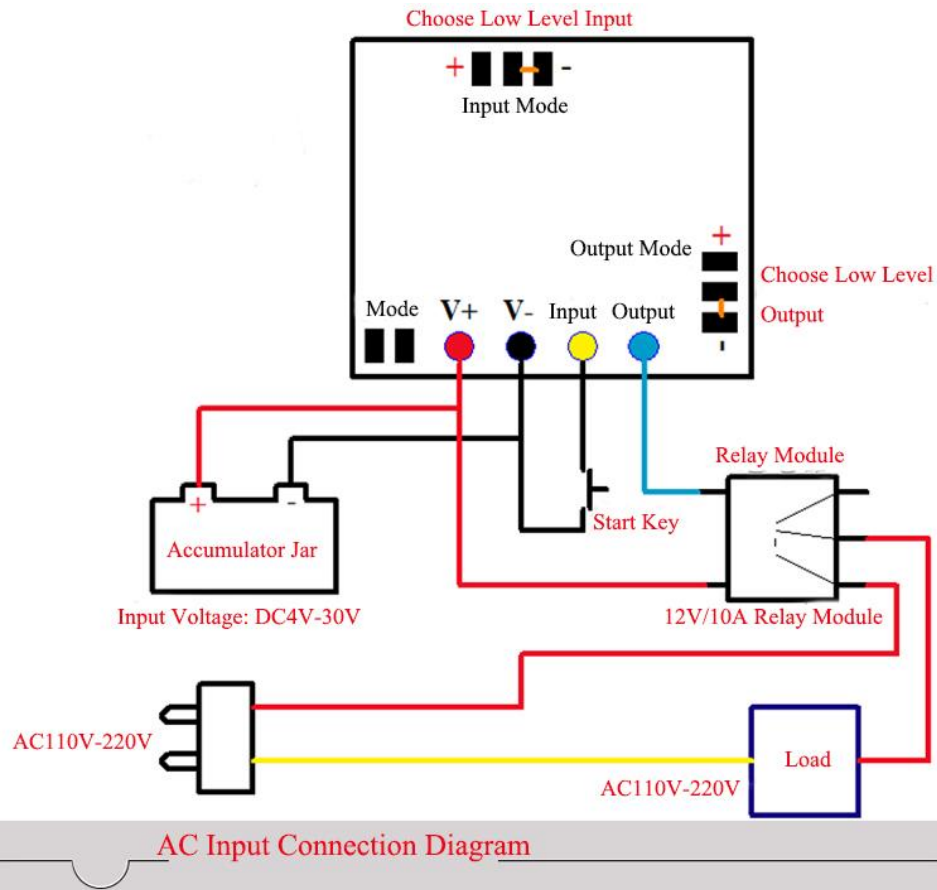 Choose Low Level Input
+ -
Input Mode
+
Output Mode
Choose Low Level
Output
-
Mode V+ V- Input Output
Relay Module
+ -
Start Key
Accumulator Jar
Input Voltage: DC4V-30V
12V/10A Relay Module
AC110V-220V
Load
AC110V-220V
AC Input Connection Diagram